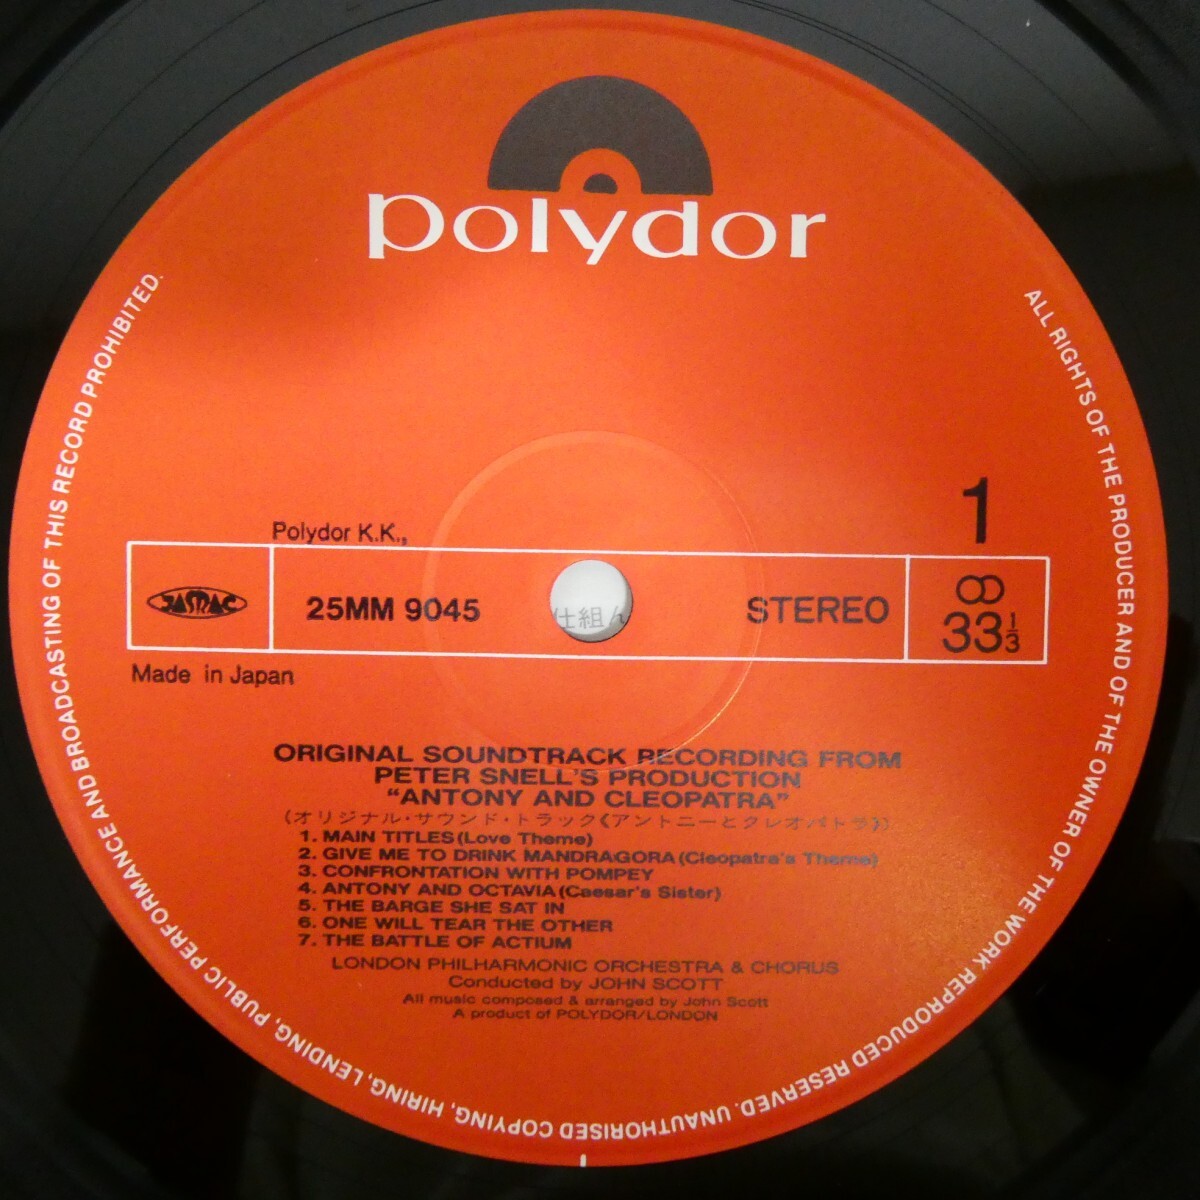 polydor
1
Polydor K.K.,
JASRAC
25MM 9045
仕組
STEREO
33 1/3
Made in Japan
ORIGINAL SOUNDTRACK RECORDING FROM
PETER SNELL'S PRODUCTION
"ANTONY AND CLEOPATRA"
(オリジナル・サウンド・トラック《アントニーとクレオパトラ》)
1. MAIN TITLES (Love Theme)
2. GIVE ME TO DRINK MANDRAGORA (Cleopatra's Theme)
3. CONFRONTATION WITH POMPEY
4. ANTONY AND OCTAVIA (Caesar's Sister)
5. THE BARGE SHE SAT IN
6. ONE WILL TEAR THE OTHER
7. THE BATTLE OF ACTIUM
LONDON PHILHARMONIC ORCHESTRA & CHORUS
Conducted by JOHN SCOTT
All music composed & arranged by John Scott
A product of POLYDOR/LONDON
ALL RIGHTS OF THE PRODUCER AND OF THE OWNER OF THE WORK REPRODUCED RESERVED. UNAUTHORISED COPYING, HIRING, LENDING, PUBLIC PERFORMANCE AND BROADCASTING OF THIS RECORD PROHIBITED.